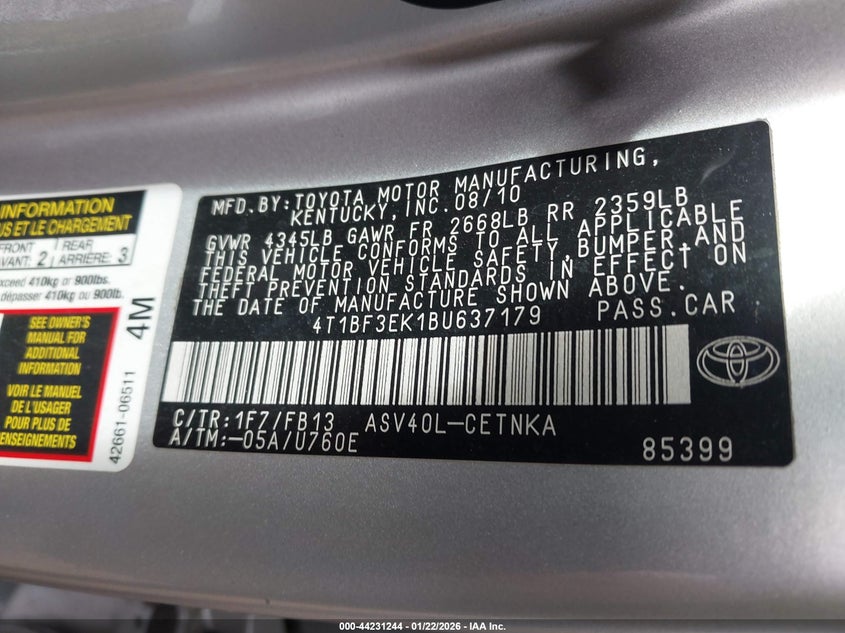 INFORMATION
US ET LE CHARGEMENT
FRONT
AVANT: 2
REAR
ARRIÈRE: 3
exceed 410kg or 900lbs.
dépasser 410kg ou 900lb.
SEE OWNER'S
MANUAL FOR
ADDITIONAL
INFORMATION
VOIR LE MANUEL
DE L'USAGER
POUR PLUS DE
RENSEIGNEMENTS
4M
42661-06511
MFD.BY:TOYOTA MOTOR MANUFACTURING,
KENTUCKY,INC.08/10
GVWR 4345LB GAWR FR 2668LB RR 2359LB
THIS VEHICLE CONFORMS TO ALL APPLICABLE
FEDERAL MOTOR VEHICLE SAFETY,BUMPER,AND
THEFT PREVENTION STANDARDS IN EFFECT ON
THE DATE OF MANUFACTURE SHOWN ABOVE.
4T1BF3EK1BU637179 PASS.CAR
C/TR:1F7/FB13 ASV40L-CETNKA
A/TM:-05A/U760E
85399
000-44231244 - 01/22/2026 - IAA Inc.